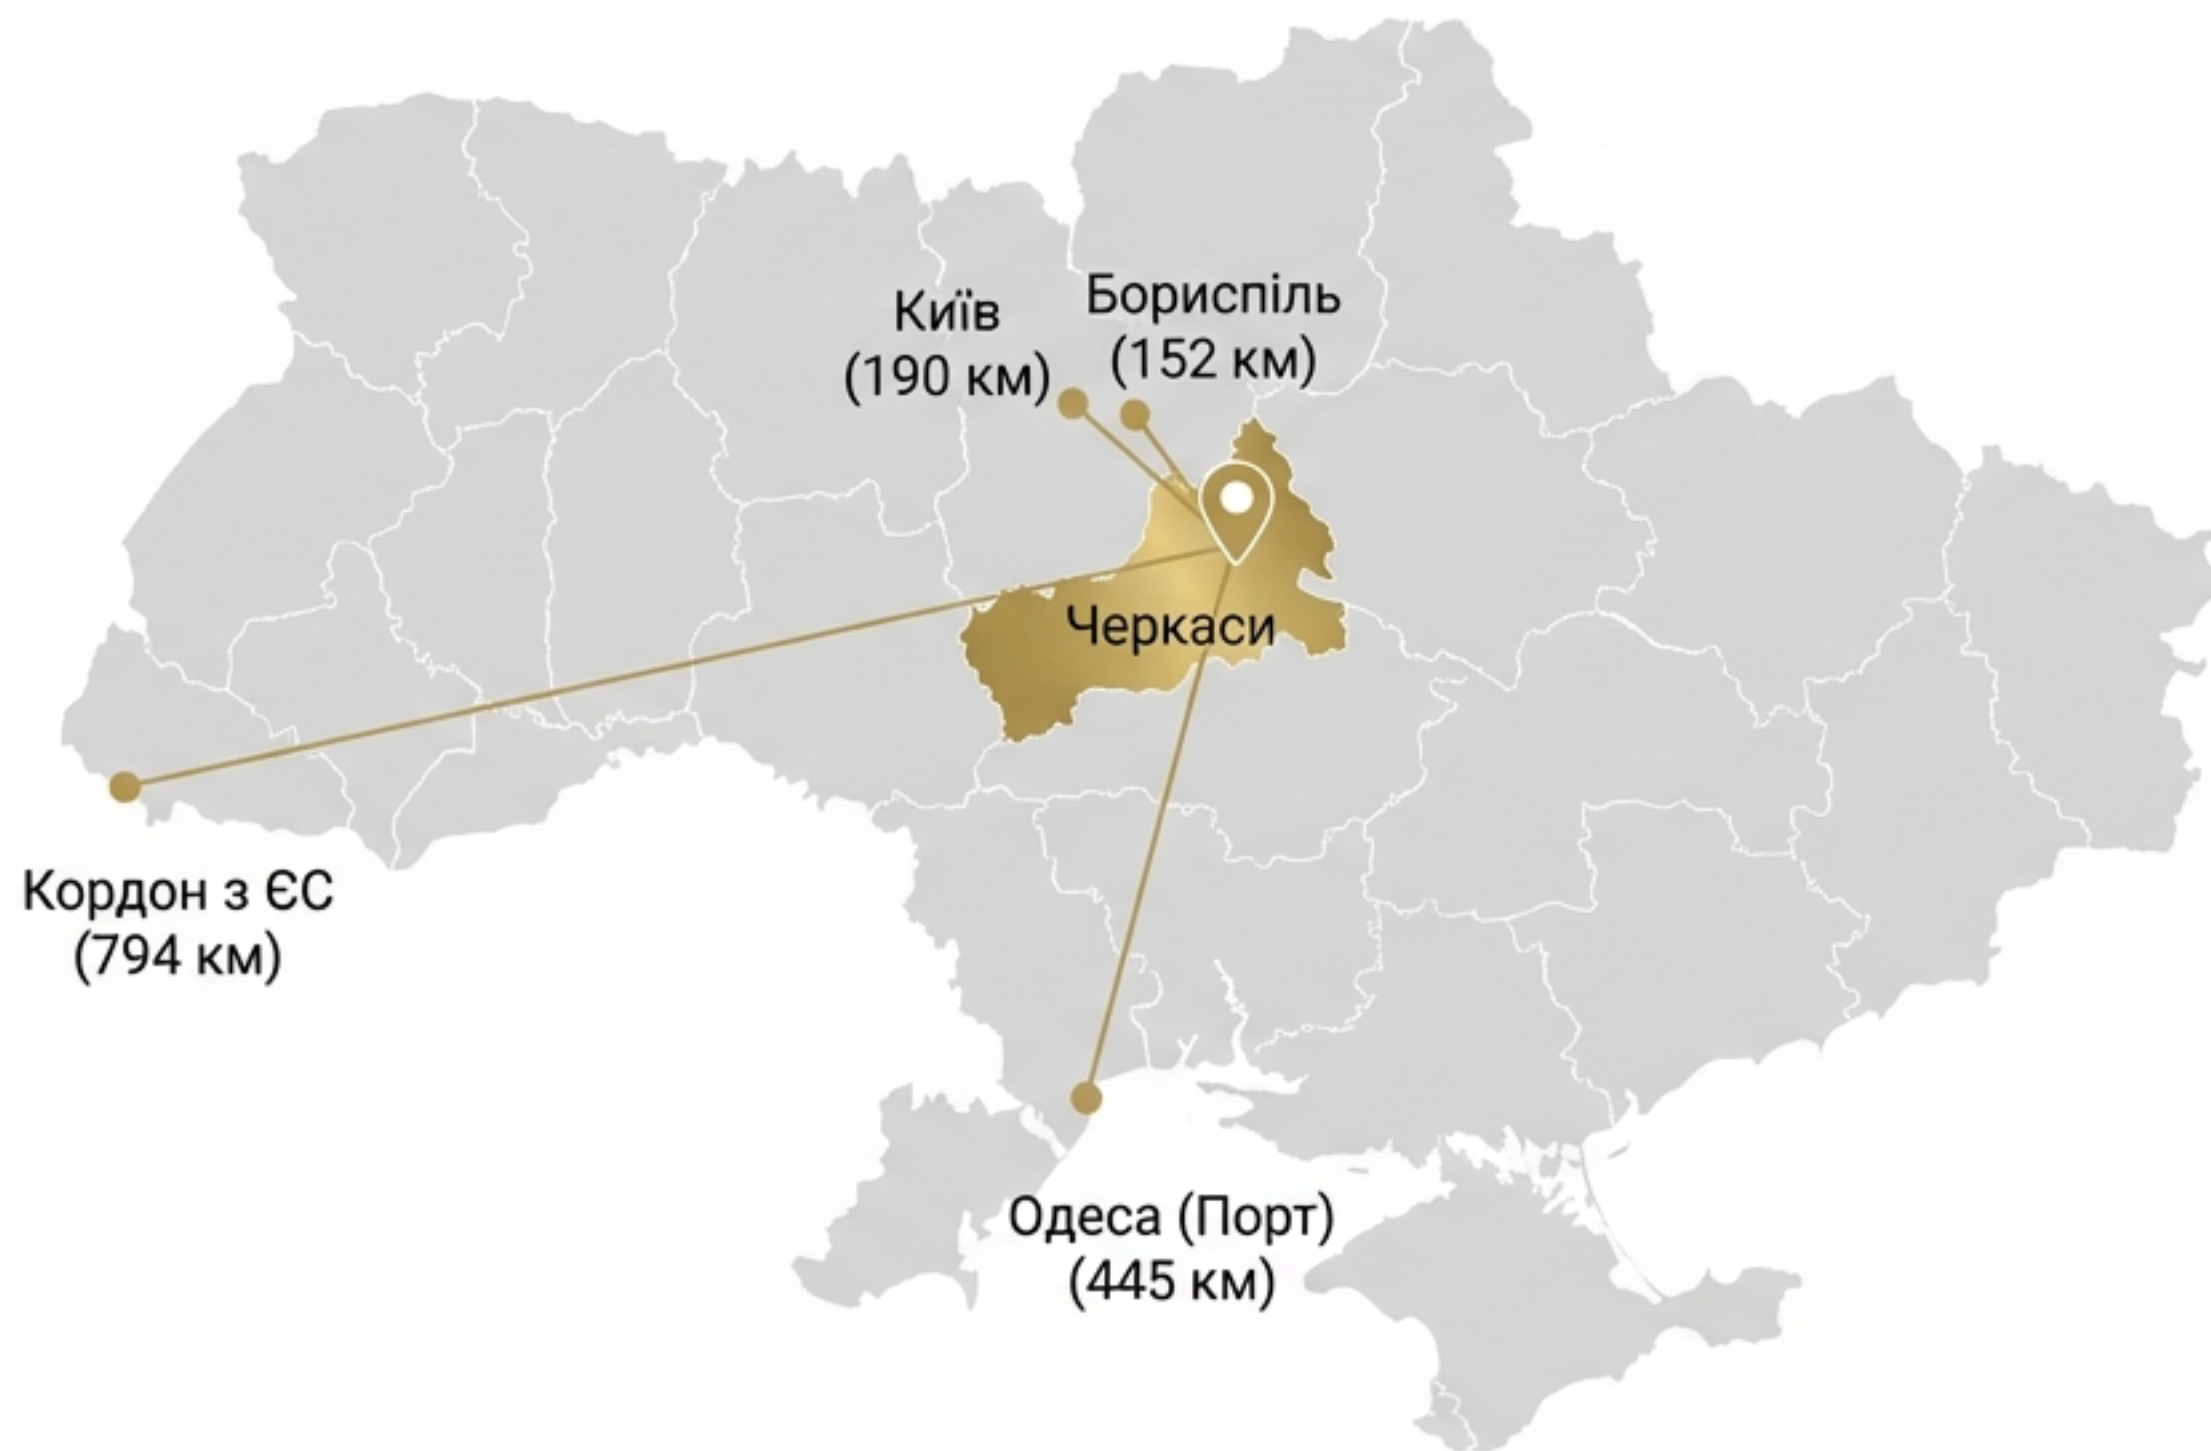 Київ
(190 км)
Бориспіль
(152 км)
Черкаси
Кордон з ЄС
(794 км)
Одеса (Порт)
(445 км)